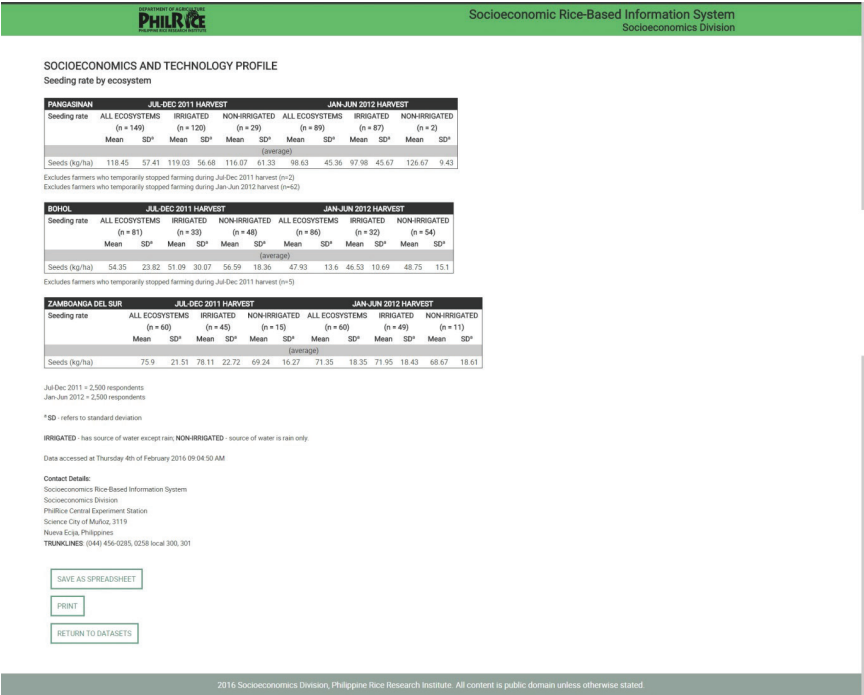 DEPARTMENT OF AGRICULTURE
PHILRICE
PHILIPPINE RICE RESEARCH INSTITUTE
Socioeconomic Rice-Based Information System
Socioeconomics Division
SOCIOECONOMICS AND TECHNOLOGY PROFILE
Seeding rate by ecosystem
PANGASINAN JUL-DEC 2011 HARVEST JAN-JUN 2012 HARVEST
Seeding rate ALL ECOSYSTEMS IRRIGATED NON-IRRIGATED ALL ECOSYSTEMS IRRIGATED NON-IRRIGATED
(n = 149) (n = 120) (n = 29) (n = 89) (n = 87) (n = 2)
Mean SDª Mean SDª Mean SDª Mean SDª Mean SDª Mean SDª
(average)
Seeds (kg/ha) 118.45 57.41 119.03 56.68 116.07 61.33 98.63 45.36 97.98 45.67 126.67 9.43
Excludes farmers who temporarily stopped farming during Jul-Dec 2011 harvest (n=2)
Excludes farmers who temporarily stopped farming during Jan-Jun 2012 harvest (n=62)
BOHOL JUL-DEC 2011 HARVEST JAN-JUN 2012 HARVEST
Seeding rate ALL ECOSYSTEMS IRRIGATED NON-IRRIGATED ALL ECOSYSTEMS IRRIGATED NON-IRRIGATED
(n = 81) (n = 33) (n = 48) (n = 86) (n = 32) (n = 54)
Mean SDª Mean SDª Mean SDª Mean SDª Mean SDª Mean SDª
(average)
Seeds (kg/ha) 54.35 23.82 51.09 30.07 56.59 18.36 47.93 13.6 46.53 10.69 48.75 15.1
Excludes farmers who temporarily stopped farming during Jul-Dec 2011 harvest (n=5)
ZAMBOANGA DEL SUR JUL-DEC 2011 HARVEST JAN-JUN 2012 HARVEST
Seeding rate ALL ECOSYSTEMS IRRIGATED NON-IRRIGATED ALL ECOSYSTEMS IRRIGATED NON-IRRIGATED
(n = 60) (n = 45) (n = 15) (n = 60) (n = 49) (n = 11)
Mean SDª Mean SDª Mean SDª Mean SDª Mean SDª Mean SDª
(average)
Seeds (kg/ha) 75.9 21.51 78.11 22.72 69.24 16.27 71.35 18.35 71.95 18.43 68.67 18.61
Jul-Dec 2011 = 2,500 respondents
Jan-Jun 2012 = 2,500 respondents
ª SD - refers to standard deviation
IRRIGATED - has source of water except rain; NON-IRRIGATED - source of water is rain only.
Data accessed at Thursday 4th of February 2016 09:04:50 AM
Contact Details:
Socioeconomics Rice-Based Information System
Socioeconomics Division
PhilRice Central Experiment Station
Science City of Muñoz, 3119
Nueva Ecija, Philippines
TRUNKLINES: (044) 456-0285, 0258 local 300, 301
SAVE AS SPREADSHEET
PRINT
RETURN TO DATASETS
2016 Socioeconomics Division, Philippine Rice Research Institute. All content is public domain unless otherwise stated.